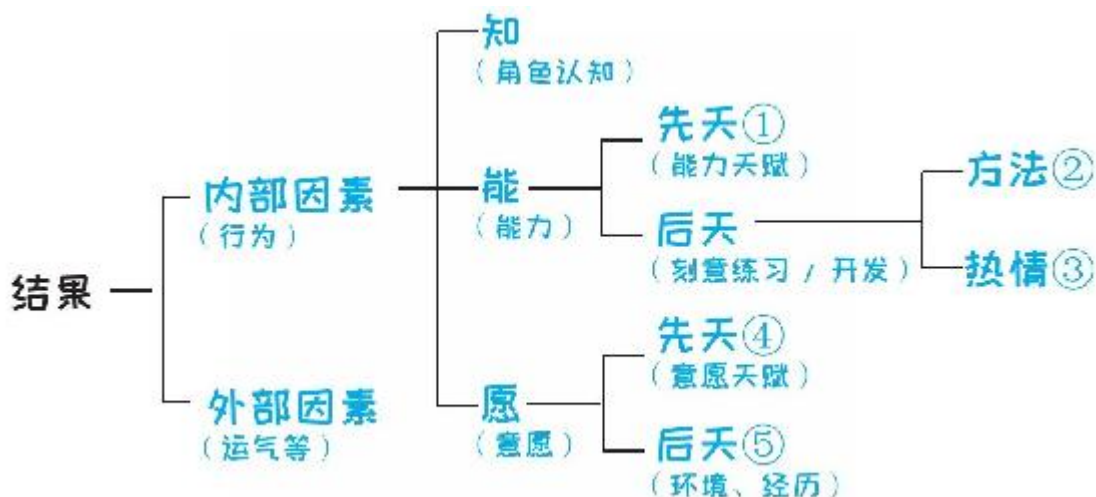 结果
内部因素
（行为）
外部因素
（运气等）
知
（角色认知）
能
（能力）
愿
（意愿）
先天①
（能力天赋）
后天
（刻意练习 / 开发）
方法②
热情③
先天④
（意愿天赋）
后天⑤
（环境、经历）